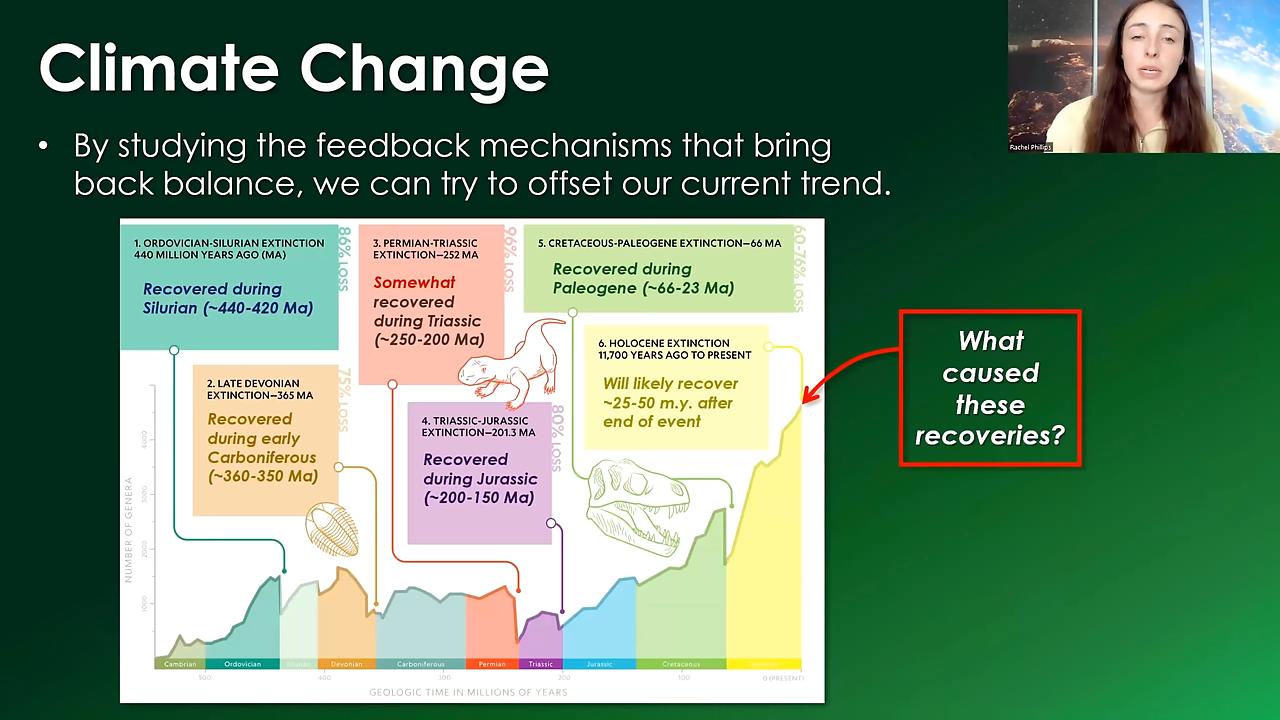 Climate Change
Rachel Phillips
• By studying the feedback mechanisms that bring
back balance, we can try to offset our current trend.
1. ORDOVICIAN-SILURIAN EXTINCTION
440 MILLION YEARS AGO (MA)
Recovered during
Silurian (~440-420 Ma)
86% LOSS
3. PERMIAN-TRIASSIC
EXTINCTION—252 MA
Somewhat
recovered
during Triassic
(~250-200 Ma)
96% LOSS
5. CRETACEOUS-PALEOGENE EXTINCTION—66 MA
Recovered during
Paleogene (~66-23 Ma)
60-76% LOSS
2. LATE DEVONIAN
EXTINCTION—365 MA
Recovered
during early
Carboniferous
(~360-350 Ma)
75% LOSS
4. TRIASSIC-JURASSIC
EXTINCTION—201.3 MA
Recovered
during Jurassic
(~200-150 Ma)
80% LOSS
6. HOLOCENE EXTINCTION
11,700 YEARS AGO TO PRESENT
Will likely recover
~25-50 m.y. after
end of event
What
caused
these
recoveries?
NUMBER OF GENERA
4000
3000
2000
1000
Cambrian
Ordovician
Silurian
Devonian
Carboniferous
Permian
Triassic
Jurassic
Cretaceous
500
400
300
200
100
0 (PRESENT)
GEOLOGIC TIME IN MILLIONS OF YEARS